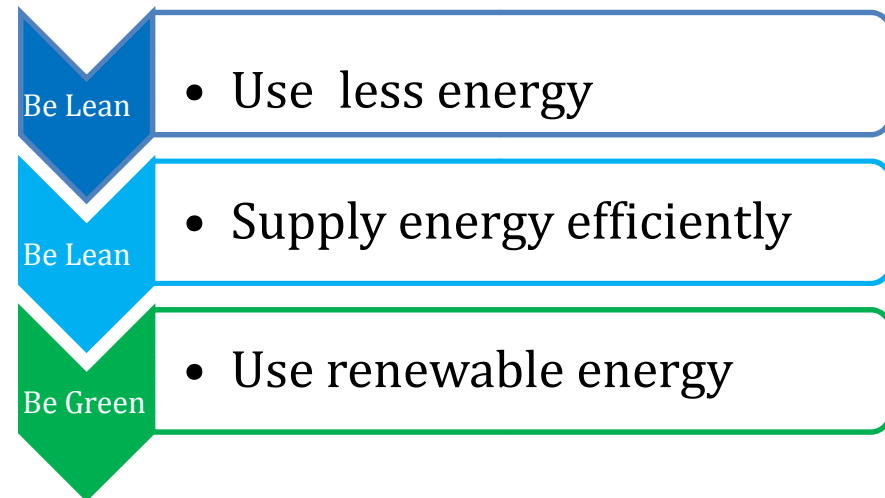 Be Lean
• Use less energy
Be Lean
• Supply energy efficiently
Be Green
• Use renewable energy